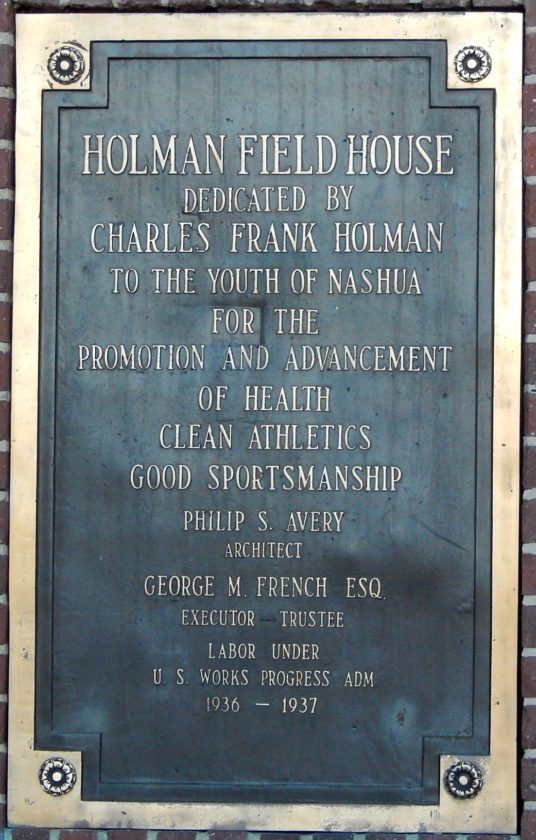 HOLMAN FIELD HOUSE
DEDICATED BY
CHARLES FRANK HOLMAN
TO THE YOUTH OF NASHUA
FOR THE
PROMOTION AND ADVANCEMENT
OF HEALTH
CLEAN ATHLETICS
GOOD SPORTSMANSHIP
PHILIP S. AVERY
ARCHITECT
GEORGE M. FRENCH ESQ.
EXECUTOR - TRUSTEE
LABOR UNDER
U. S. WORKS PROGRESS ADM
1936 — 1937